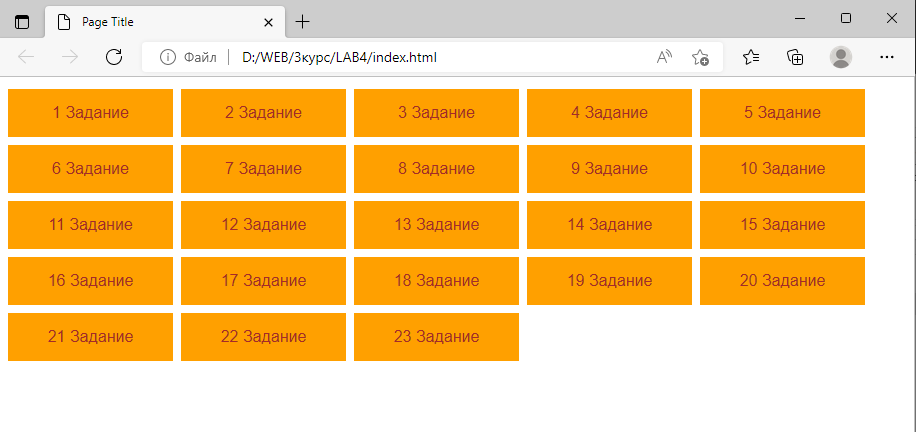 Page Title
Файл D:/WEB/3курс/LAB4/index.html
1 Задание 2 Задание 3 Задание 4 Задание 5 Задание
6 Задание 7 Задание 8 Задание 9 Задание 10 Задание
11 Задание 12 Задание 13 Задание 14 Задание 15 Задание
16 Задание 17 Задание 18 Задание 19 Задание 20 Задание
21 Задание 22 Задание 23 Задание